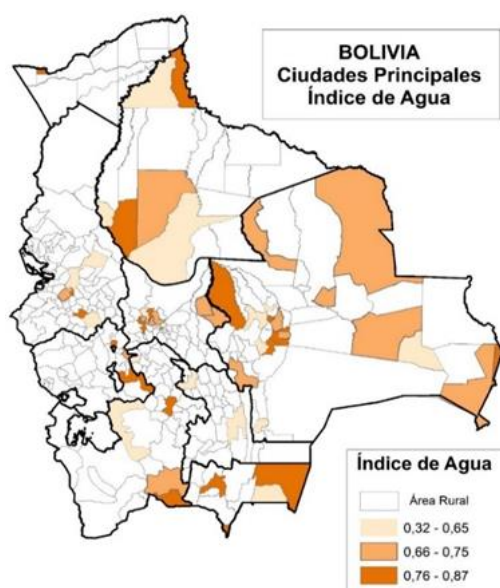 BOLIVIA
Ciudades Principales
Índice de Agua
Índice de Agua
Área Rural
0,32 - 0,65
0,66 - 0,75
0,76 - 0,87